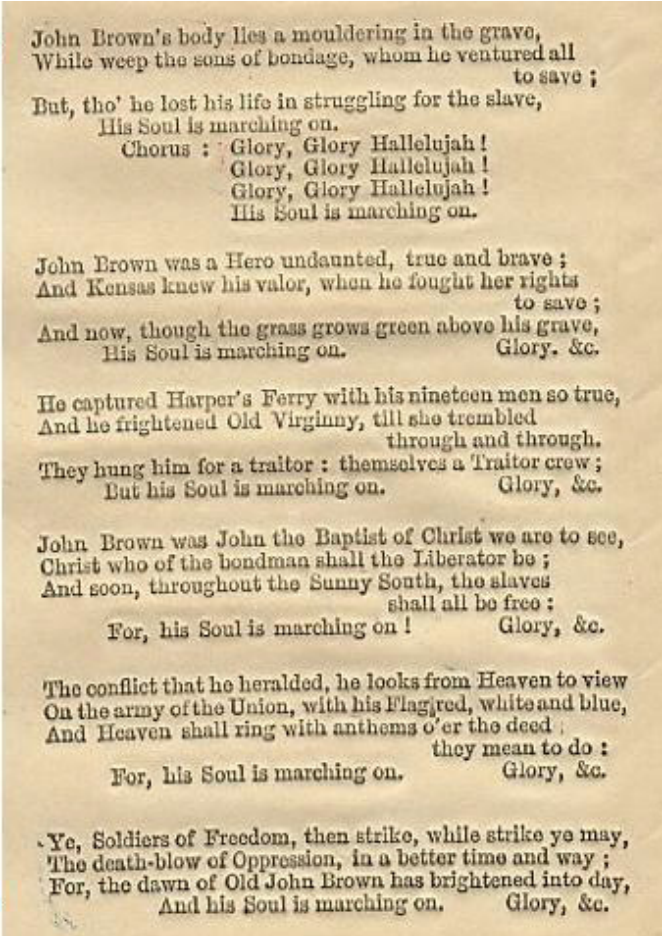 John Brown's body lies a mouldering in the grave,
While weep the sons of bondage, whom he ventured all
to save ;
But, tho' he lost his life in struggling for the slave,
His Soul is marching on.
Chorus : Glory, Glory Hallelujah !
Glory, Glory Hallelujah !
Glory, Glory Hallelujah !
His Soul is marching on.
John Brown was a Hero undaunted, true and brave ;
And Kensas knew his valor, when he fought her rights
to save ;
And now, though the grass grows green above his grave,
His Soul is marching on. Glory. &c.
He captured Harper's Ferry with his nineteen men so true,
And he frightened Old Virginny, till she trembled
through and through.
They hung him for a traitor : themselves a Traitor crew ;
But his Soul is marching on. Glory, &c.
John Brown was John the Baptist of Christ we are to see,
Christ who of the bondman shall the Liberator be ;
And soon, throughout the Sunny South, the slaves
shall all be free :
For, his Soul is marching on ! Glory, &c.
The conflict that he heralded, he looks from Heaven to view
On the army of the Union, with his Flag red, white and blue,
And Heaven shall ring with anthems o'er the deed
they mean to do :
For, his Soul is marching on. Glory, &c.
Ye, Soldiers of Freedom, then strike, while strike ye may,
The death-blow of Oppression, in a better time and way ;
For, the dawn of Old John Brown has brightened into day,
And his Soul is marching on. Glory, &c.